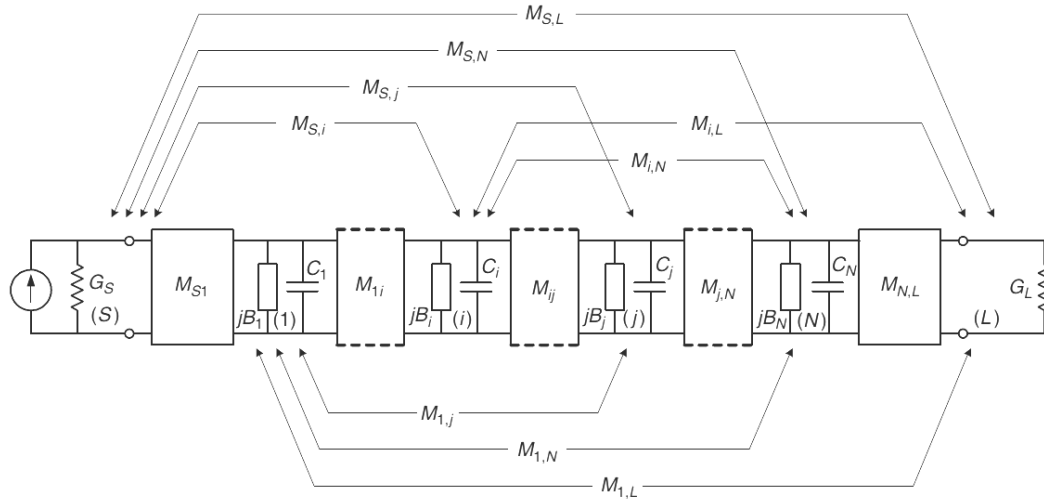 M_{S,L}
M_{S,N}
M_{S,j}
M_{S,i}
M_{i,L}
M_{i,N}
G_S
(S)
M_{S1}
jB_1
(1)
C_1
M_{1i}
jB_i
(i)
C_i
M_{ij}
jB_j
(j)
C_j
M_{j,N}
jB_N
(N)
C_N
M_{N,L}
(L)
G_L
M_{1,j}
M_{1,N}
M_{1,L}